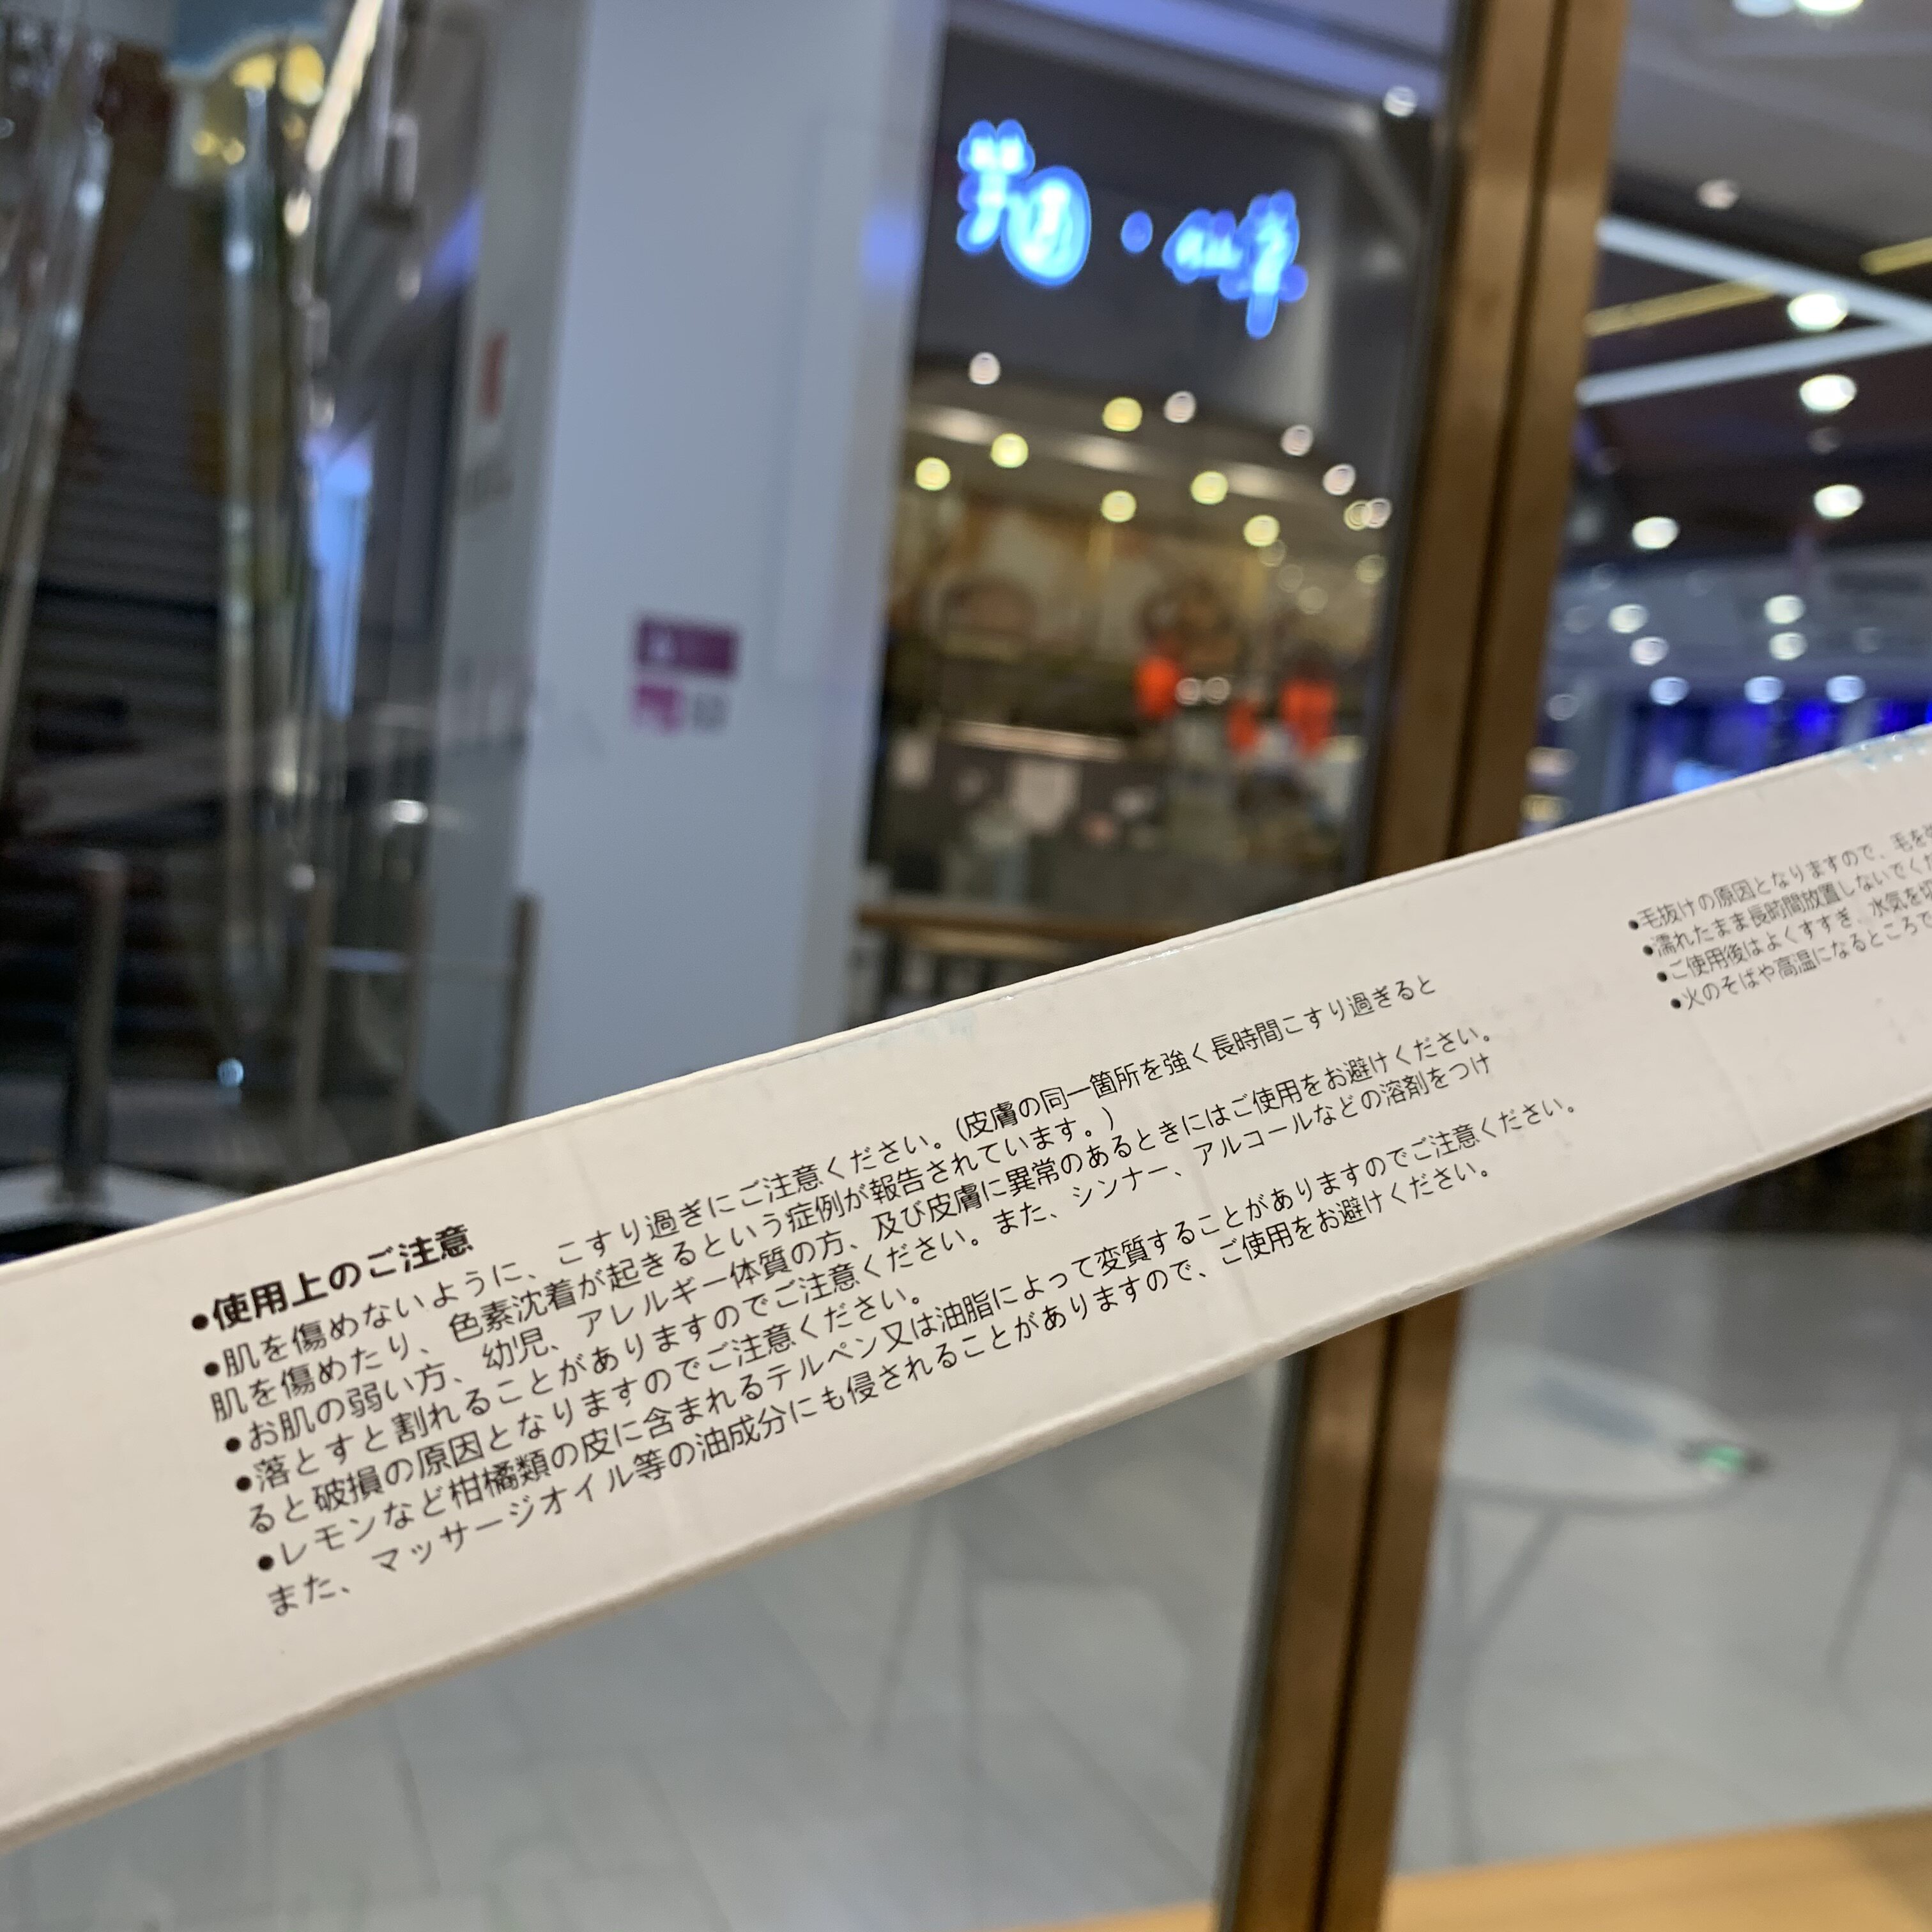 ●使用上のご注意
●肌を傷めないように、こすり過ぎにご注意ください。(皮膚の同一箇所を強く長時間こすり過ぎると
肌を傷めたり、色素沈着が起きるという症例が報告されています。)
●お肌の弱い方、幼児、アレルギー体質の方、及び皮膚に異常のあるときにはご使用をお避けください。
●落とすと割れることがありますのでご注意ください。また、シンナー、アルコールなどの溶剤をつけ
ると破損の原因となりますのでご注意ください。
●レモンなど柑橘類の皮に含まれるテルペン又は油脂によって変質することがありますのでご注意ください。
また、マッサージオイル等の油成分にも侵されることがありますので、ご使用をお避けください。
●毛抜けの原因となりますので、毛を強
●濡れたまま長時間放置しないでくだ
●ご使用後はよくすすぎ、水気を切
●火のそばや高温になるところで